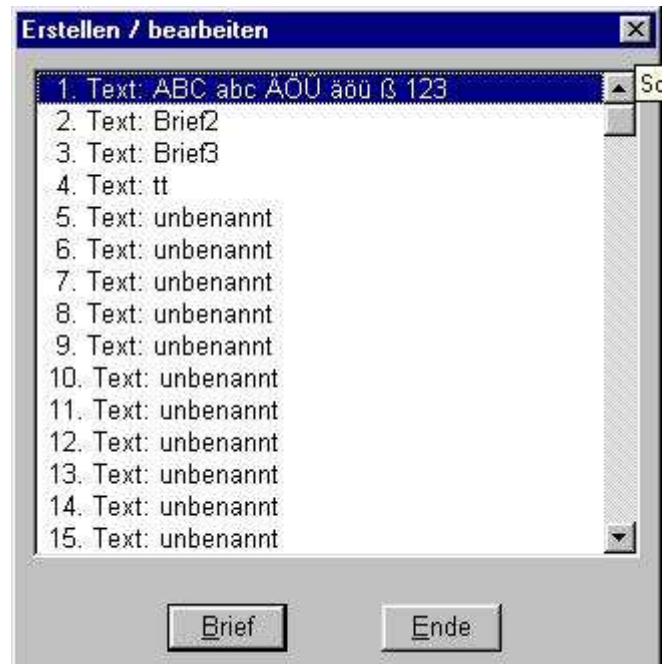 Erstellen / bearbeiten
1. Text: ABC abc ÄÖÜ äöü ß 123
Sc
2. Text: Brief2
3. Text: Brief3
4. Text: tt
5. Text: unbenannt
6. Text: unbenannt
7. Text: unbenannt
8. Text: unbenannt
9. Text: unbenannt
10. Text: unbenannt
11. Text: unbenannt
12. Text: unbenannt
13. Text: unbenannt
14. Text: unbenannt
15. Text: unbenannt
Brief Ende